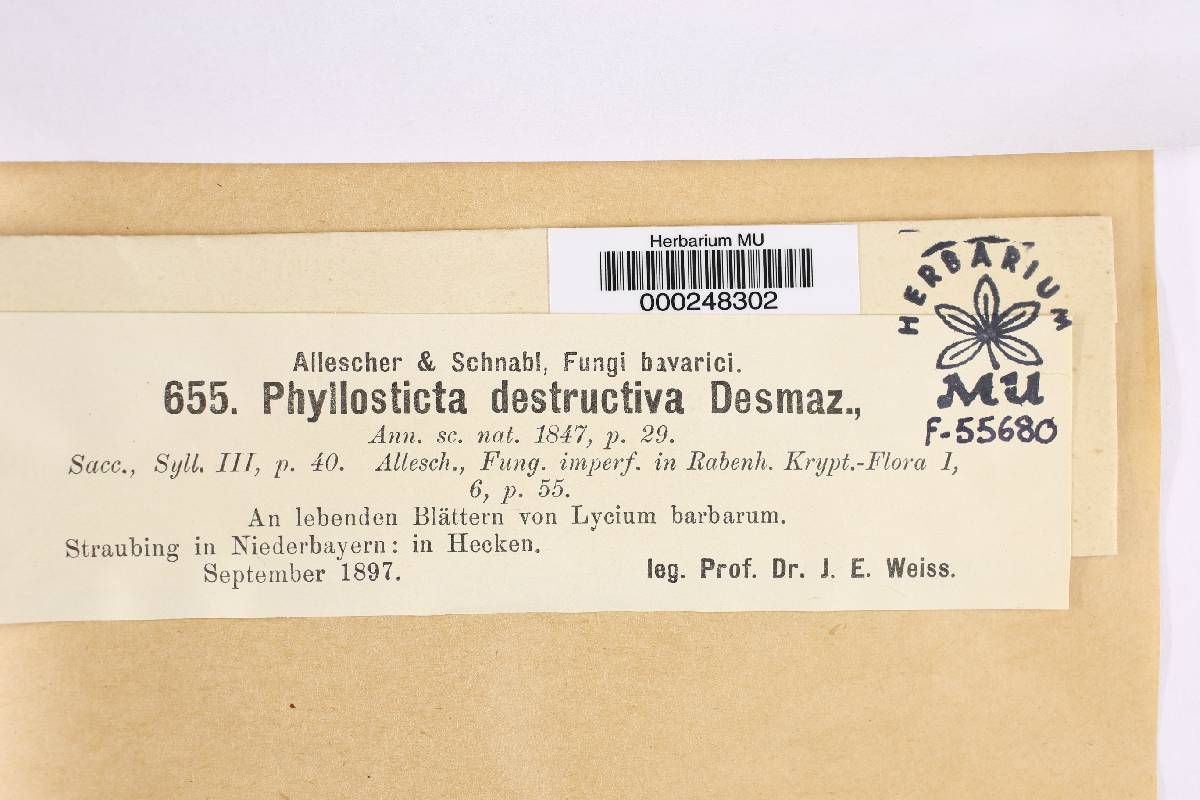 Herbarium MU
000248302
HERBARIUM
MU
F-55680
Allescher & Schnabl, Fungi bavarici.
655. Phyllosticta destructiva Desmaz.,
Ann. sc. nat. 1847, p. 29.
Sacc., Syll. III, p. 40. Allesch., Fung. imperf. in Rabenh. Krypt.-Flora I,
6, p. 55.
An lebenden Blättern von Lycium barbarum.
Straubing in Niederbayern: in Hecken.
September 1897.
leg. Prof. Dr. J. E. Weiss.